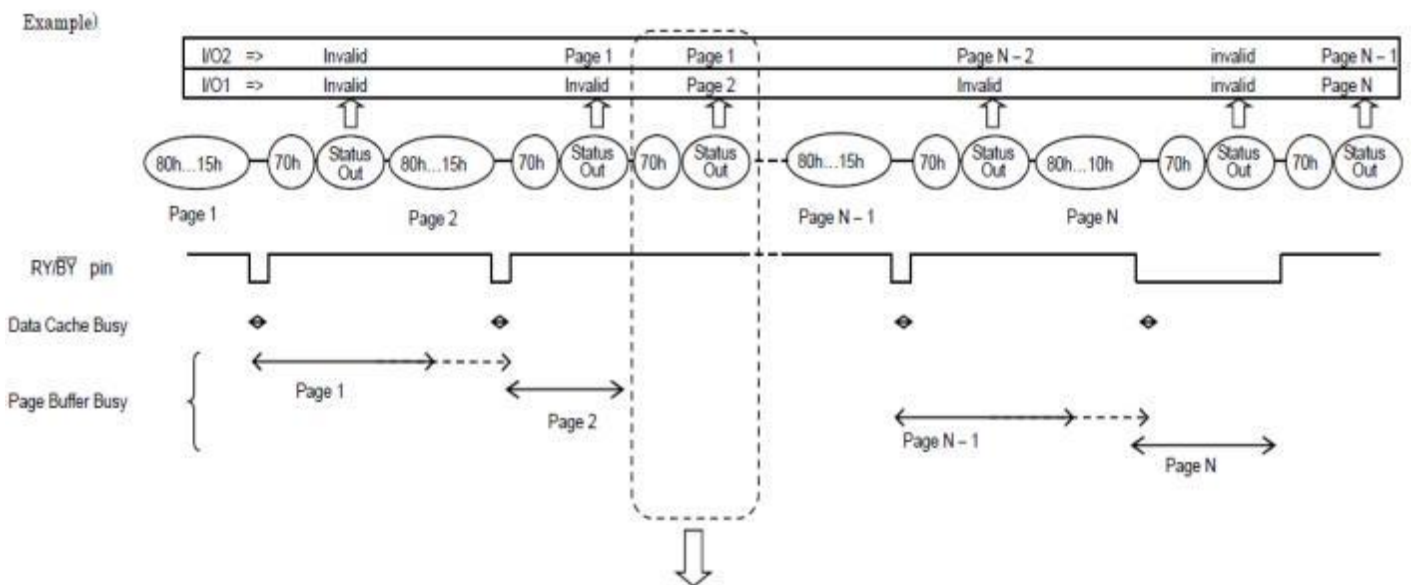 Example)
I/O2 => Invalid Page 1 Page 1 Page N – 2 invalid Page N – 1
I/O1 => Invalid Invalid Page 2 Invalid invalid Page N
80h…15h 70h Status Out 80h…15h 70h Status Out 70h Status Out 80h…15h 70h Status Out 80h…10h 70h Status Out 70h Status Out
Page 1 Page 2 Page N – 1 Page N
RY/BY pin
Data Cache Busy
Page Buffer Busy
Page 1
Page 2
Page N – 1
Page N